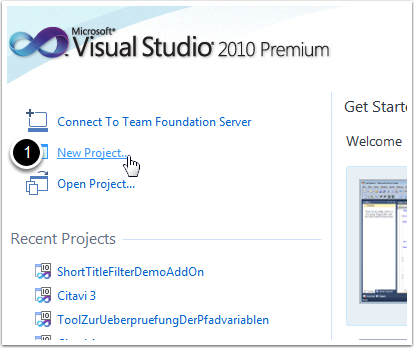 Microsoft®
Visual Studio® 2010 Premium
Connect To Team Foundation Server
1
New Project...
Open Project...
Recent Projects
ShortTitleFilterDemoAddOn
Citavi 3
ToolZurUeberpruefungDerPfadvariablen
Get Starte
Welcome